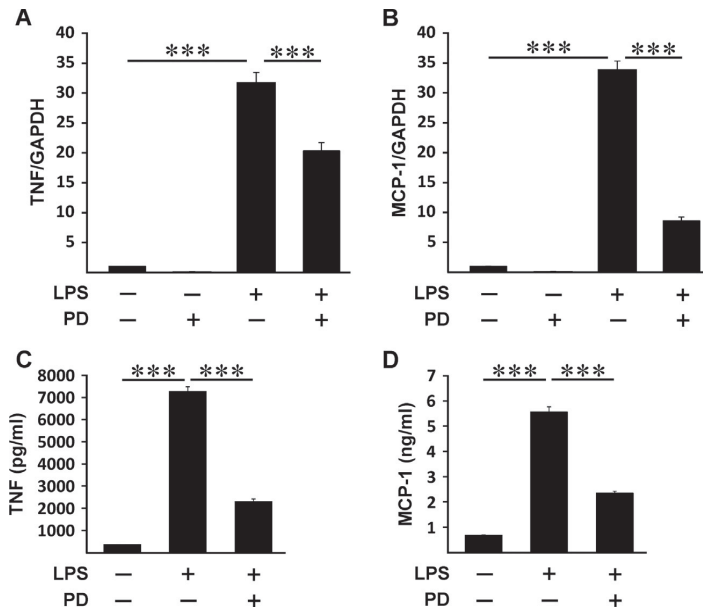 A
B
*** ***
*** ***
40
35
30
25
20
15
10
5
TNF/GAPDH
40
35
30
25
20
15
10
5
MCP-1/GAPDH
LPS — — + +
PD — + — +
LPS — — + +
PD — + — +
C
D
*** ***
*** ***
8000
7000
6000
5000
4000
3000
2000
1000
TNF (pg/ml)
7
6
5
4
3
2
1
MCP-1 (ng/ml)
LPS — + +
PD — — +
LPS — + +
PD — — +